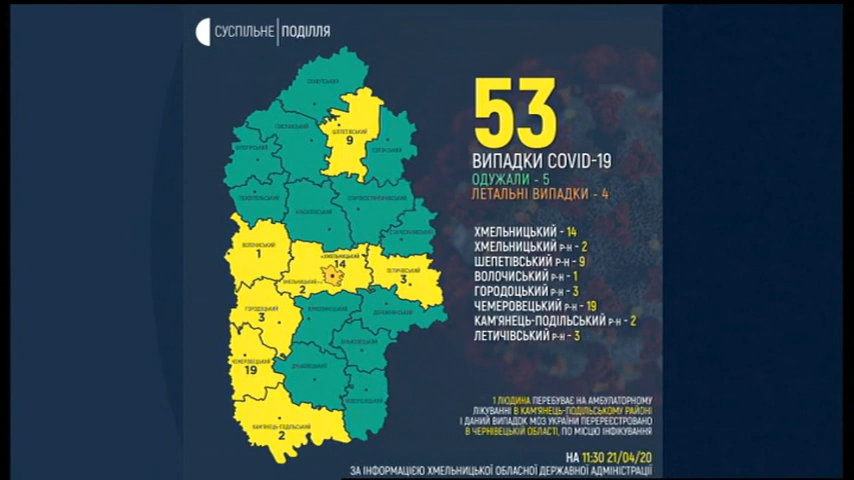 СУСПІЛЬНЕ | ПОДІЛЛЯ
53
ВИПАДКИ COVID-19
ОДУЖАЛИ - 5
ЛЕТАЛЬНІ ВИПАДКИ - 4
ХМЕЛЬНИЦЬКИЙ - 14
ХМЕЛЬНИЦЬКИЙ Р-Н - 2
ШЕПЕТІВСЬКИЙ Р-Н - 9
ВОЛОЧИСЬКИЙ Р-Н - 1
ГОРОДОЦЬКИЙ Р-Н - 3
ЧЕМЕРОВЕЦЬКИЙ Р-Н - 19
КАМ'ЯНЕЦЬ-ПОДІЛЬСЬКИЙ Р-Н - 2
ЛЕТИЧІВСЬКИЙ Р-Н - 3
1 ЛЮДИНА ПЕРЕБУВАЄ НА АМБУЛАТОРНОМУ
ЛІКУВАННІ В КАМ'ЯНЕЦЬ-ПОДІЛЬСЬКОМУ РАЙОНІ
І ДАНИЙ ВИПАДОК МОЗ УКРАЇНИ ПЕРЕРЕЄСТРОВАНО
В ЧЕРНІВЕЦЬКІЙ ОБЛАСТІ, ПО МІСЦЮ ІНФІКУВАННЯ
НА 11:30 21/04/20
ЗА ІНФОРМАЦІЄЮ ХМЕЛЬНИЦЬКОЇ ОБЛАСНОЇ ДЕРЖАВНОЇ АДМІНІСТРАЦІЇ
ШЕПЕТІВСЬКИЙ
9
ВОЛОЧИСЬКИЙ
1
ХМЕЛЬНИЦЬКИЙ
14
2
ЛЕТИЧІВСЬКИЙ
3
ГОРОДОЦЬКИЙ
3
ЧЕМЕРОВЕЦЬКИЙ
19
КАМ'ЯНЕЦЬ-ПОДІЛЬСЬКИЙ
2